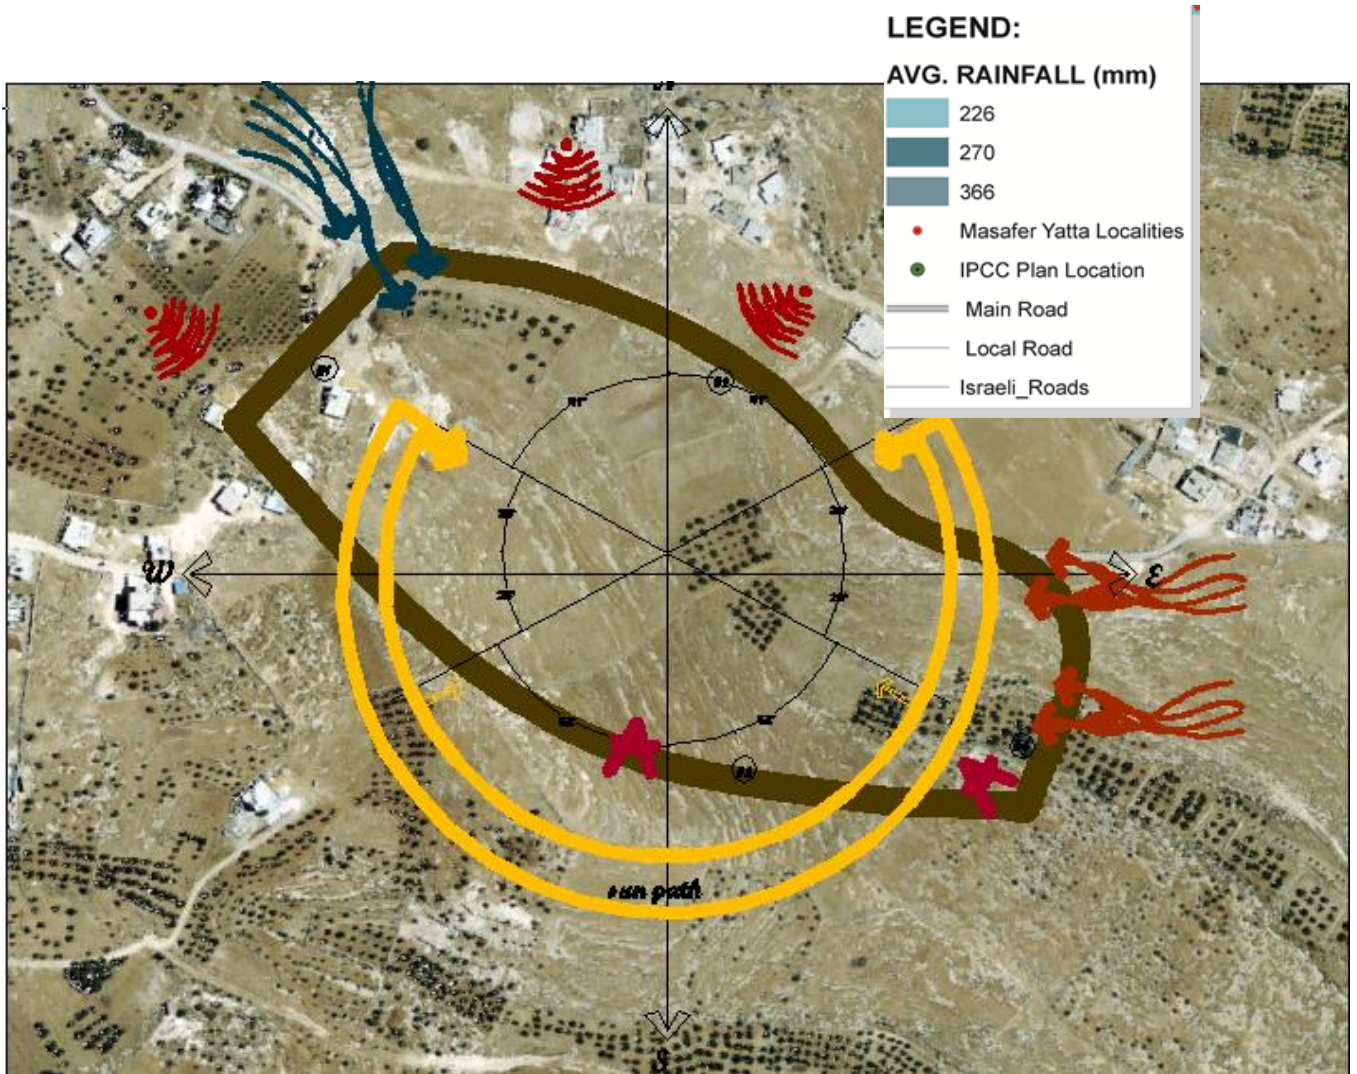 LEGEND:
AVG. RAINFALL (mm)
226
270
366
Masafer Yatta Localities
IPCC Plan Location
Main Road
Local Road
Israeli_Roads
W
E
sun path
S